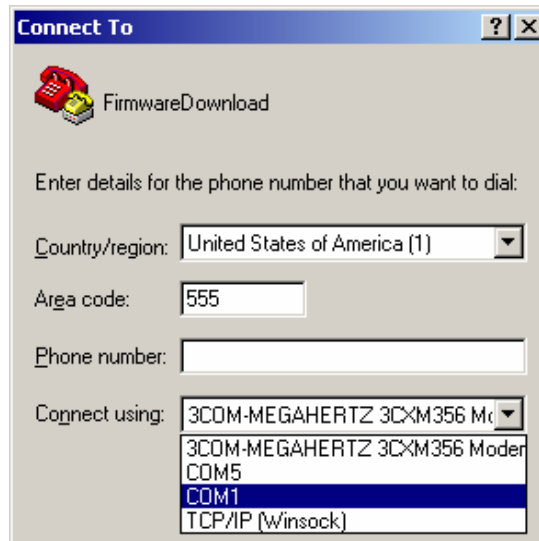 Connect To
FirmwareDownload
Enter details for the phone number that you want to dial:
Country/region: United States of America (1)
Area code: 555
Phone number:
Connect using: 3COM-MEGAHERTZ 3CXM356 Mo
3COM-MEGAHERTZ 3CXM356 Moder
COM5
COM1
TCP/IP (Winsock)